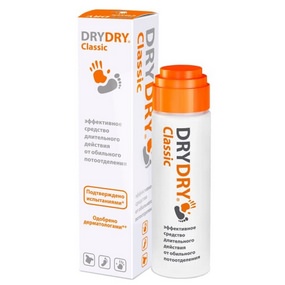 DRYDRY®
Classic
эффективное
средство
длительного
действия
от обильного
потоотделения
Подтверждено
испытаниями*
Одобрено
дерматологами**
DRYDRY®
Classic
эффективное
средство
длительного
действия
от обильного
потоотделения